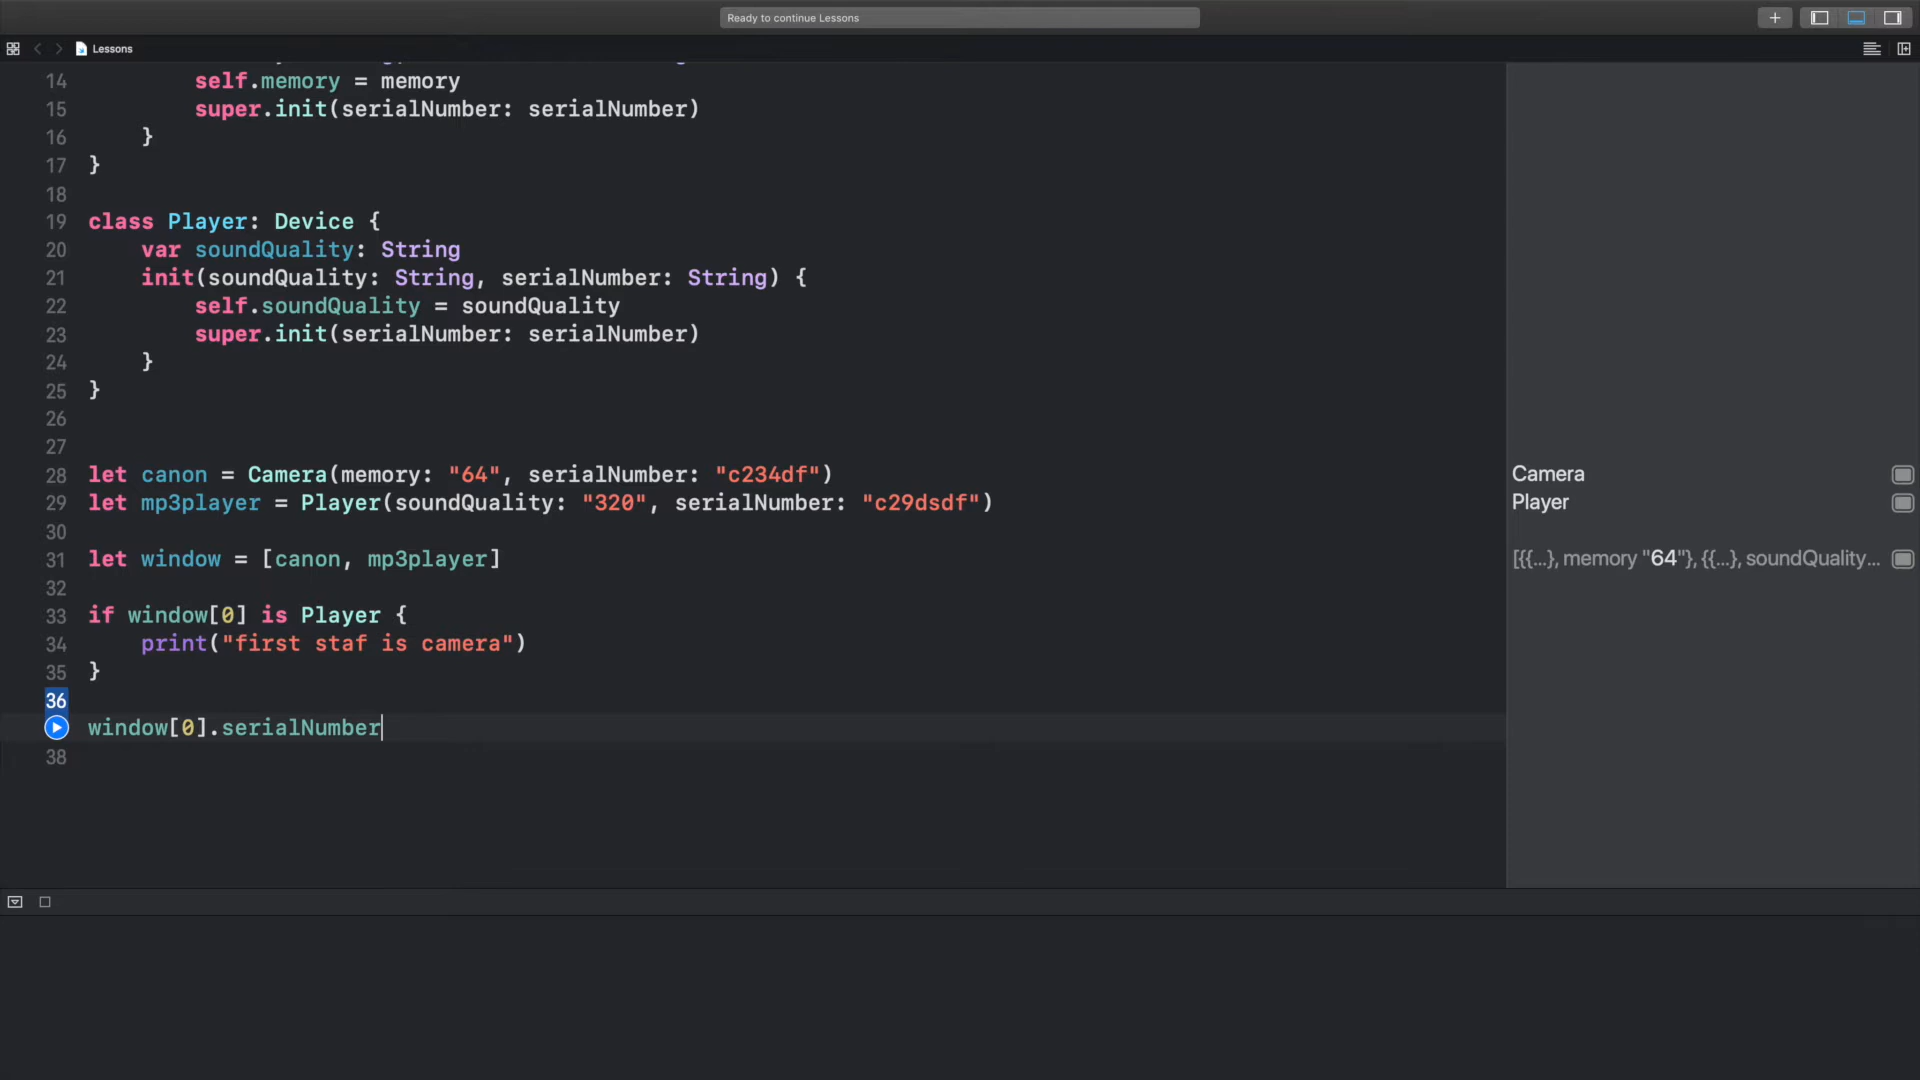 Ready to continue Lessons
Lessons
14 self.memory = memory
15 super.init(serialNumber: serialNumber)
16 }
17 }
18
19 class Player: Device {
20 var soundQuality: String
21 init(soundQuality: String, serialNumber: String) {
22 self.soundQuality = soundQuality
23 super.init(serialNumber: serialNumber)
24 }
25 }
26
27
28 let canon = Camera(memory: "64", serialNumber: "c234df") Camera
29 let mp3player = Player(soundQuality: "320", serialNumber: "c29dsdf") Player
30
31 let window = [canon, mp3player] [{{...}, memory "64"}, {{...}, soundQuality...
32
33 if window[0] is Player {
34 print("first staf is camera")
35 }
36
window[0].serialNumber
38